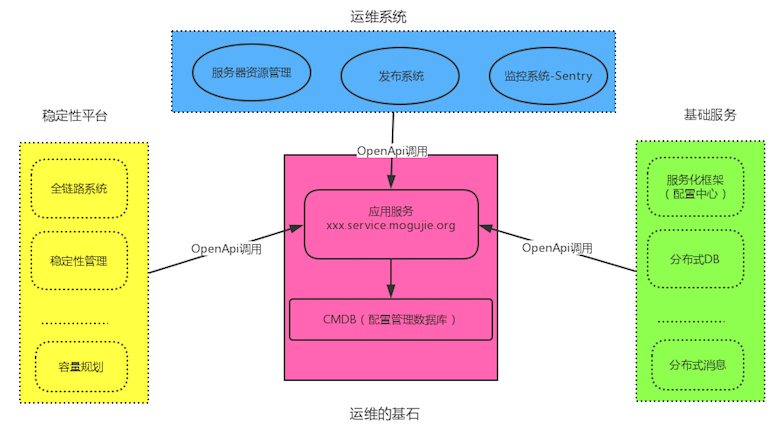 运维系统
服务器资源管理
发布系统
监控系统-Sentry
稳定性平台
基础服务
OpenApi调用
全链路系统
稳定性管理
容量规划
OpenApi调用
应用服务
xxx.service.mogujie.org
CMDB（配置管理数据库）
OpenApi调用
服务化框架
（配置中心）
分布式DB
分布式消息
运维的基石